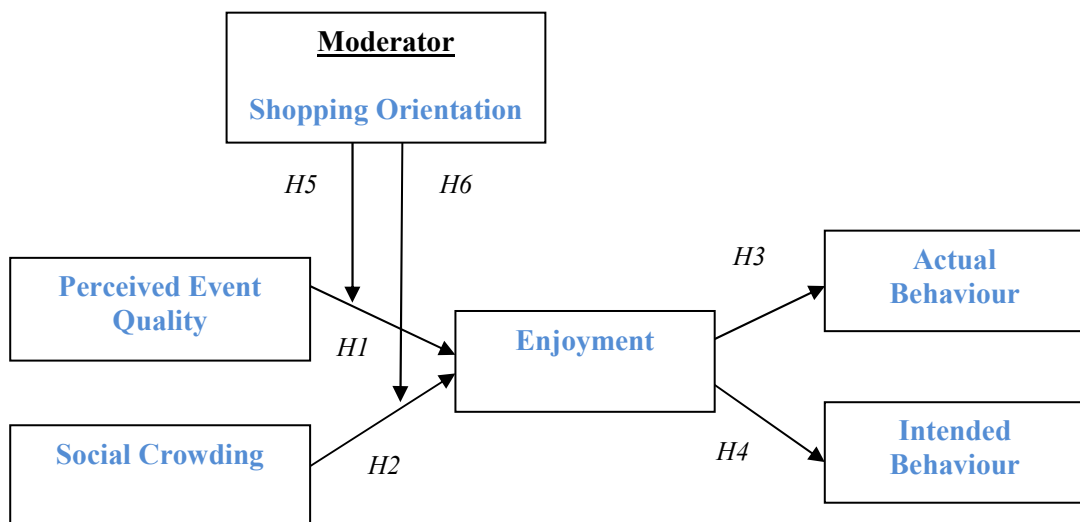 Moderator
Shopping Orientation
H5
H6
Perceived Event
Quality
H1
Social Crowding
H2
Enjoyment
H3
Actual
Behaviour
H4
Intended
Behaviour